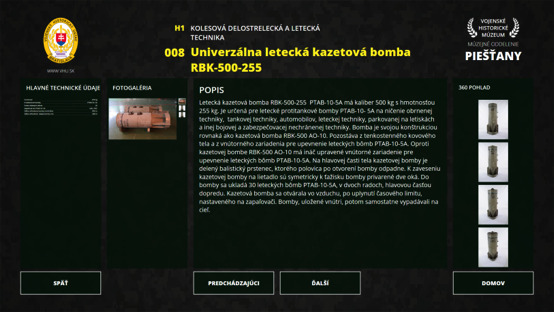 H1 KOLESOVÁ DELOSTRELECKÁ A LETECKÁ
TECHNIKA
008 Univerzálna letecká kazetová bomba
RBK-500-255
WWW.VHU.SK
VOJENSKÉ
HISTORICKÉ
MÚZEUM
MÚZEJNÉ ODDELENIE
PIEŠŤANY
HLAVNÉ TECHNICKÉ ÚDAJE
FOTOGALÉRIA
POPIS
Letecká kazetová bomba RBK-500-255 PTAB-10-5A má kaliber 500 kg s hmotnosťou
255 kg, je určená pre letecké protitankové bomby PTAB-10- 5A na ničenie obrnenej
techniky, tankovej techniky, automobilov, leteckej techniky, parkovanej na letiskách
a inej bojovej a zabezpečovacej nechránenej techniky. Bomba je svojou konštrukciou
rovnaká ako kazetová bomba RBK-500 AO-10. Pozostáva z tenkostenného kovového
tela a z vnútorného zariadenia pre upevnenie leteckých bômb PTAB-10-5A. Oproti
kazetovej bombe RBK-500 AO-10 má ináč upravené vnútorné zariadenie pre
upevnenie leteckých bômb PTAB-10-5A. Na hlavovej časti tela kazetovej bomby je
delený balistický prstenec, ktorého polovica po otvorení bomby odpadne. K zaveseniu
kazetovej bomby na lietadlo sú symetricky k ťažisku bomby privarené dve oká. Do
bomby sa ukladá 30 leteckých bômb PTAB-10-5A, v dvoch radoch, hlavovou časťou
dopredu. Kazetová bomba sa otvárala vo vzduchu, po uplynutí časového limitu,
nastaveného na zapaľovači. Bomby, uložené vnútri, potom samostatne vypadávali na
cieľ.
360 POHĽAD
SPÄŤ
PREDCHÁDZAJÚCI
ĎALŠÍ
DOMOV